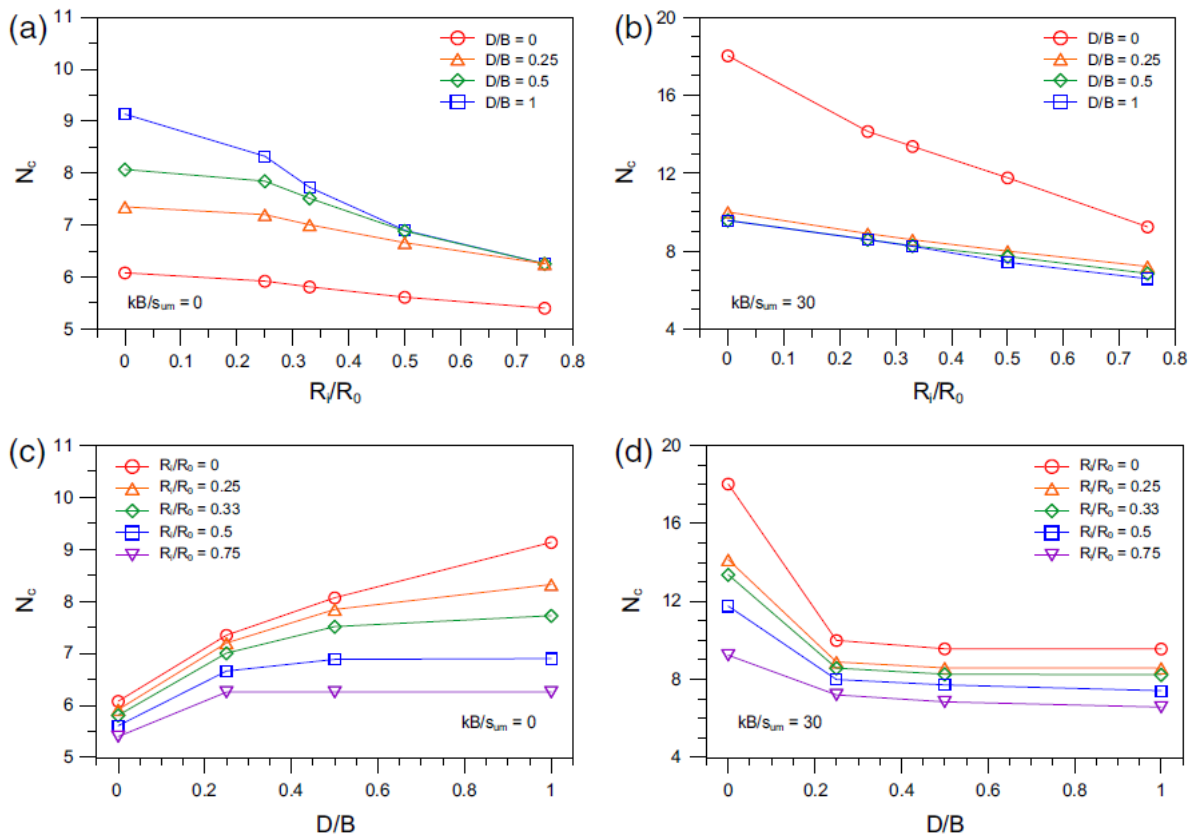 (a)
11
10
9
8
7
6
5
N_c
D/B = 0
D/B = 0.25
D/B = 0.5
D/B = 1
kB/s_um = 0
0 0.1 0.2 0.3 0.4 0.5 0.6 0.7 0.8
R_i/R_0
(b)
20
16
12
8
4
N_c
D/B = 0
D/B = 0.25
D/B = 0.5
D/B = 1
kB/s_um = 30
0 0.1 0.2 0.3 0.4 0.5 0.6 0.7 0.8
R_i/R_0
(c)
11
10
9
8
7
6
5
N_c
R_i/R_0 = 0
R_i/R_0 = 0.25
R_i/R_0 = 0.33
R_i/R_0 = 0.5
R_i/R_0 = 0.75
kB/s_um = 0
0 0.2 0.4 0.6 0.8 1
D/B
(d)
20
16
12
8
4
N_c
R_i/R_0 = 0
R_i/R_0 = 0.25
R_i/R_0 = 0.33
R_i/R_0 = 0.5
R_i/R_0 = 0.75
kB/s_um = 30
0 0.2 0.4 0.6 0.8 1
D/B